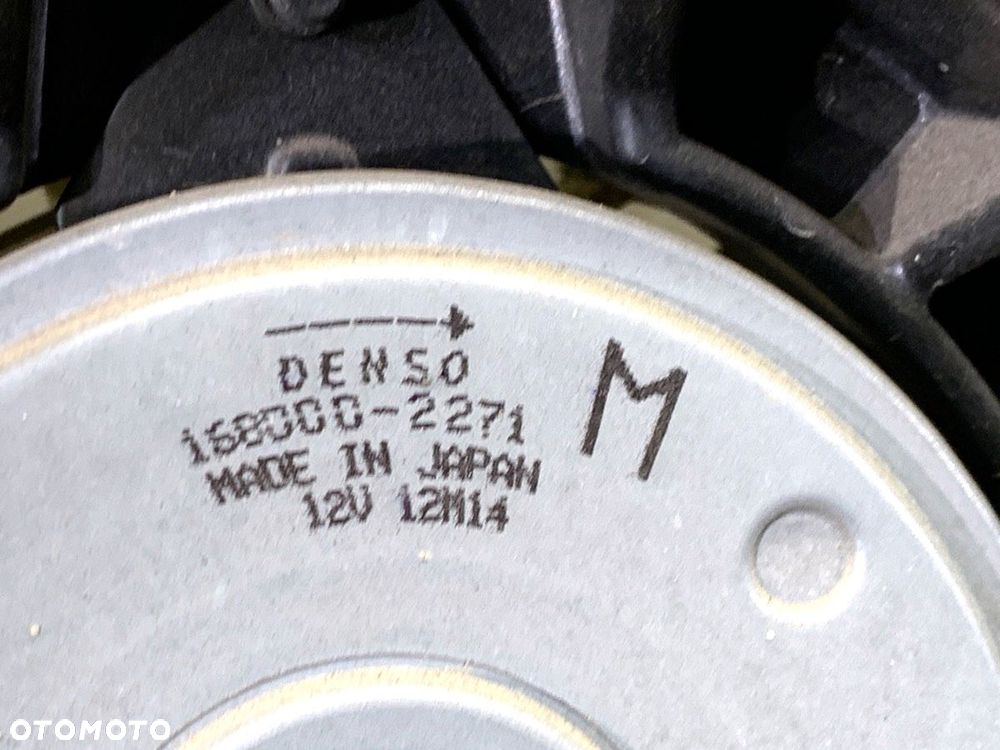 DENSO
168000-2271
MADE IN JAPAN
12V 12M14
M
OTOMOTO